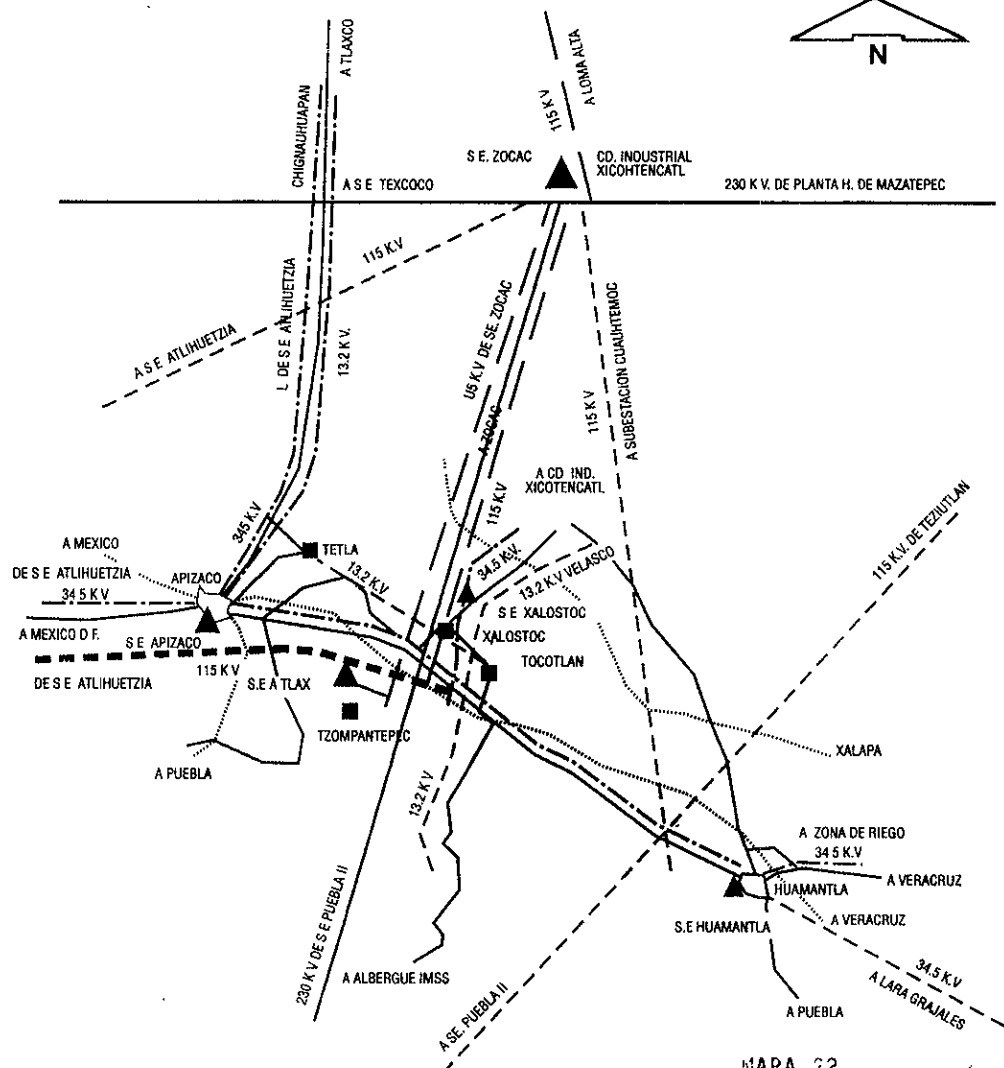 N
A TLAXCO
CHIGNAUHUAPAN
A LOMA ALTA
115 K V
S E. ZOCAC
CD. INDUSTRIAL
XICOHTENCATL
A S E TEXCOCO
230 K V. DE PLANTA H. DE MAZATEPEC
115 K.V
A S E ATLIHUETZIA
L DE S E ATLIHUETZIA
13.2 K V.
U5 K.V DE SE. ZOCAC
A ZOCAC
115 K V
A SUBESTACION CUAUHTEMOC
115 K V
A CD IND.
XICOTENCATL
115 K.V. DE TEZIUTLAN
345 K.V
A MEXICO
DE S E ATLIHUETZIA
34 5 K V
APIZACO
TETLA
13.2 K.V
34.5 K.V.
13.2 K.V VELASCO
S E XALOSTOC
XALOSTOC
TOCOTLAN
A MEXICO D F.
S E APIZACO
115 K V
DE S E ATLIHUETZIA
S.E A TLAX
TZOMPANTEPEC
A PUEBLA
XALAPA
13.2 K.V
A ZONA DE RIEGO
34 5 K.V
A VERACRUZ
HUAMANTLA
A VERACRUZ
S.E HUAMANTLA
230 K V DE S E PUEBLA II
A ALBERGUE IMSS
A SE. PUEBLA II
A PUEBLA
34.5 K.V
A LARA GRAJALES